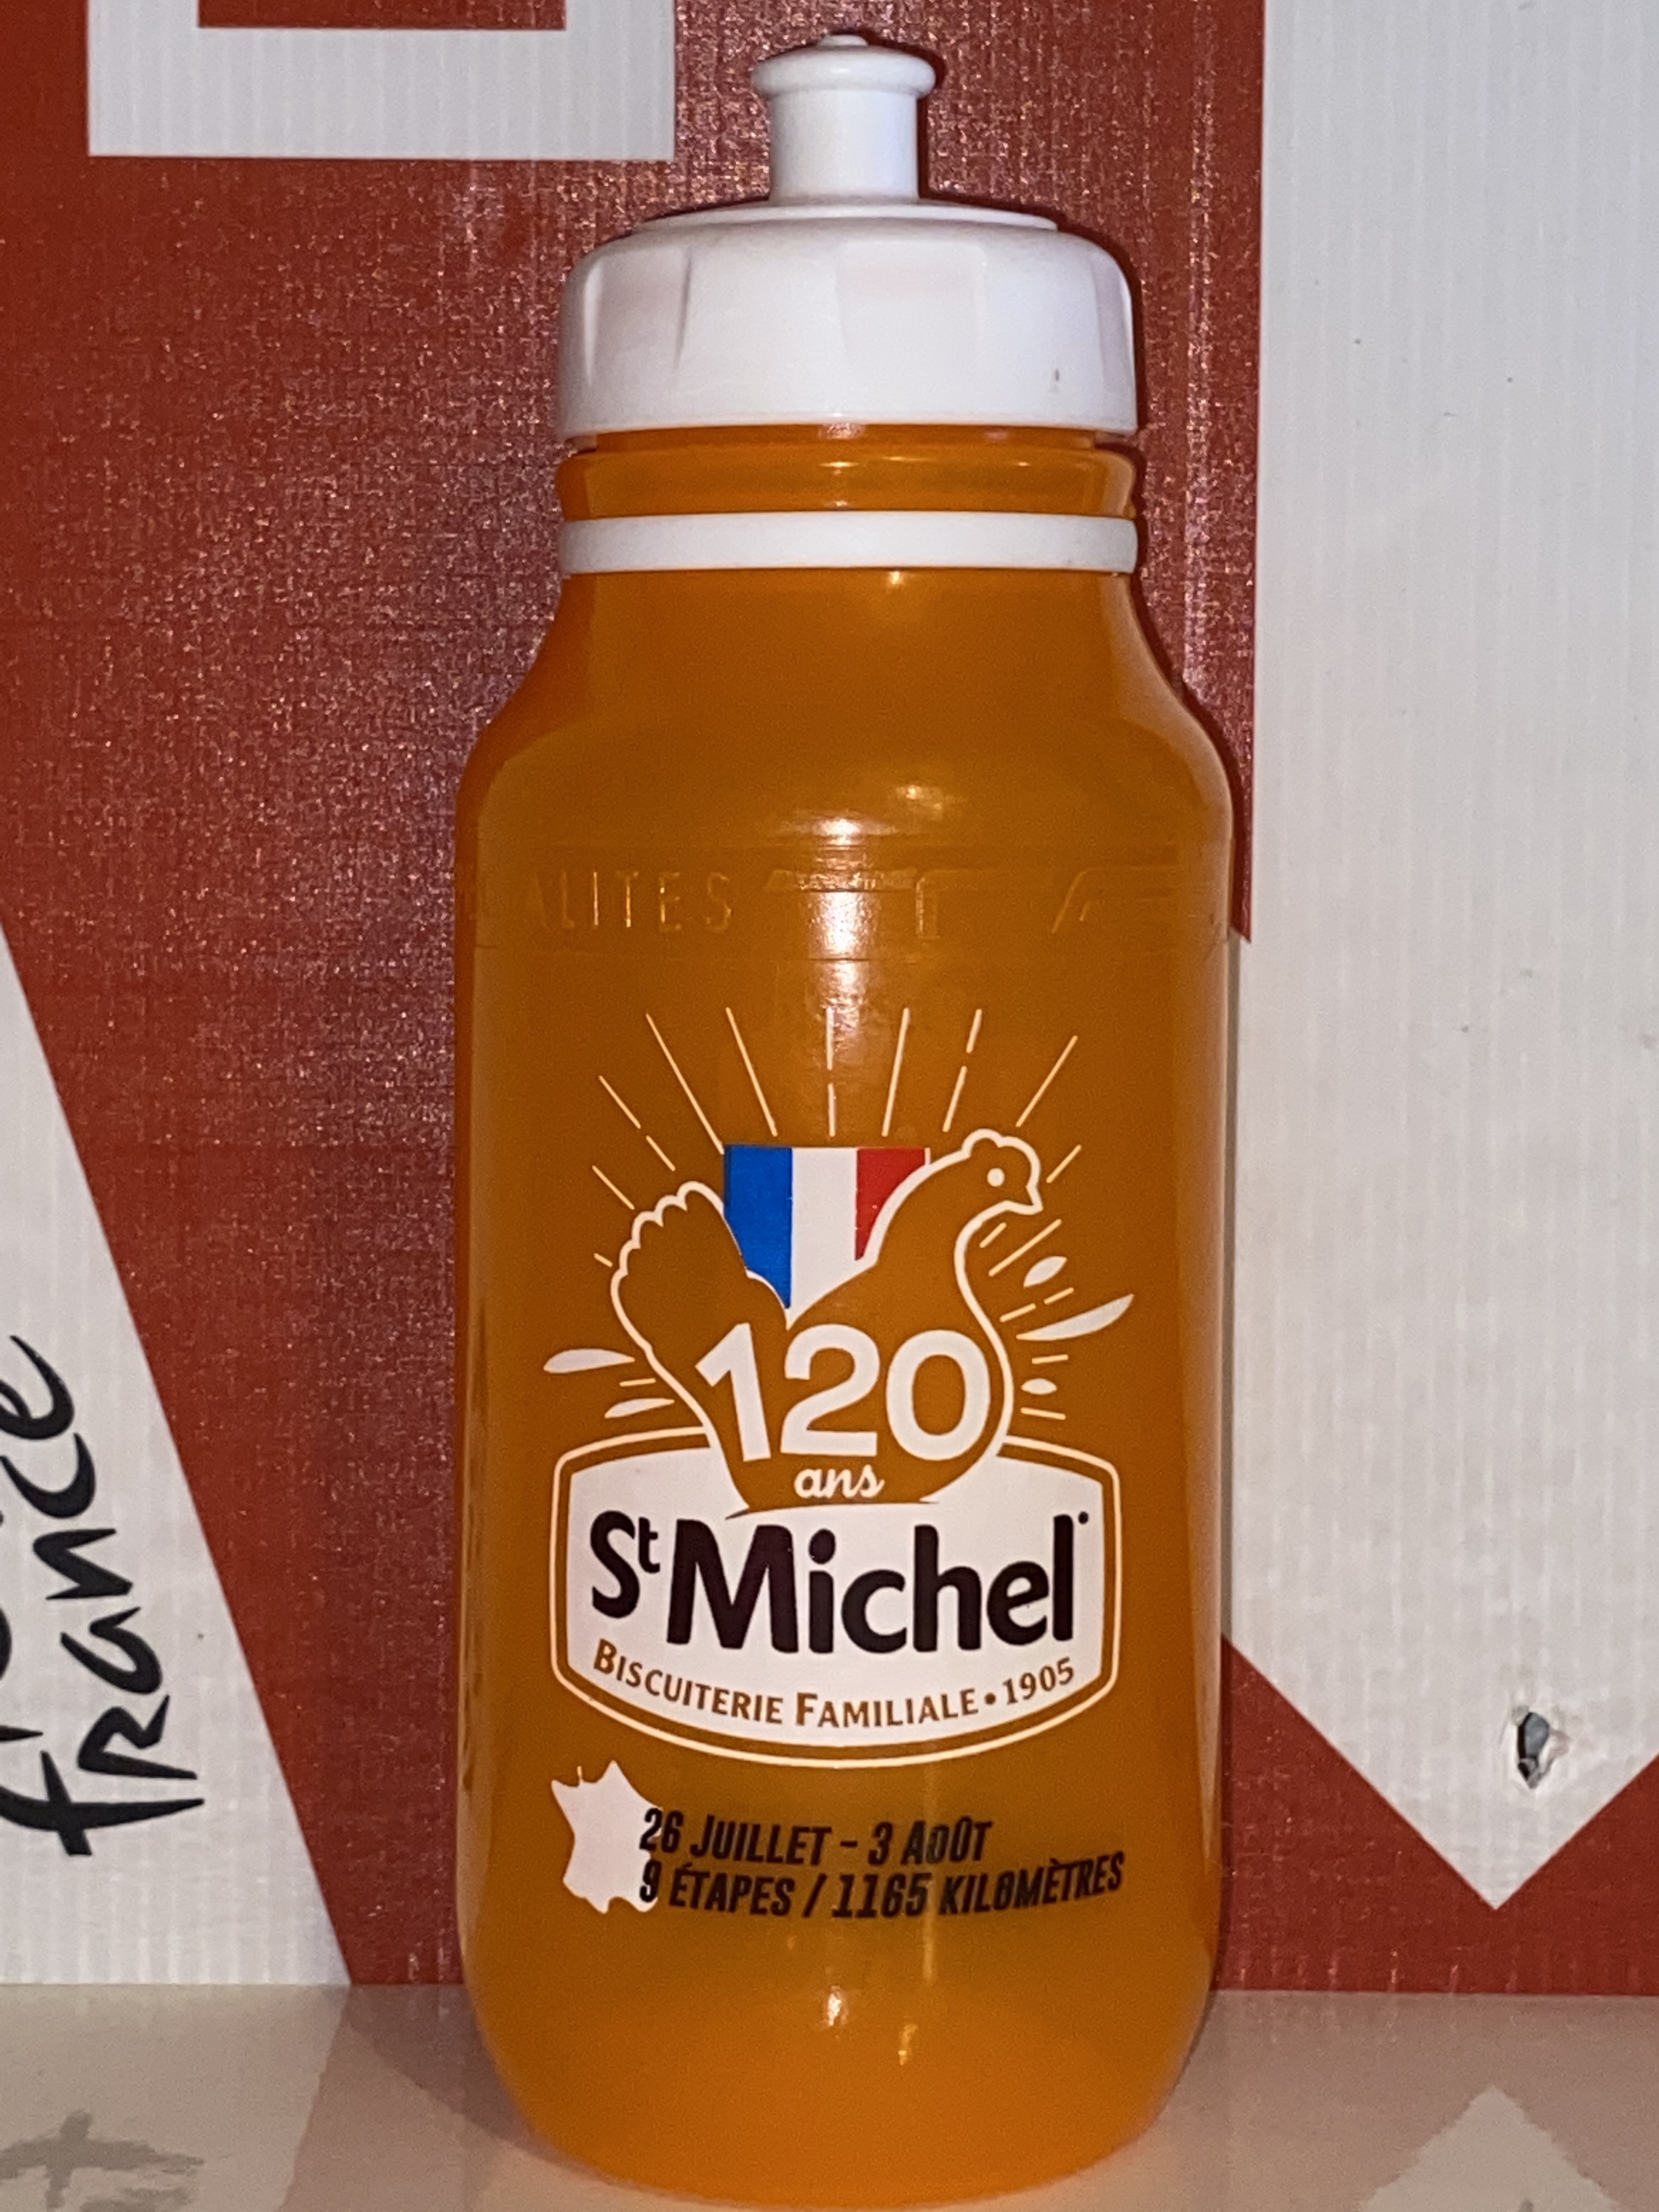 ALITES
120
ans
St Michel
BISCUITERIE FAMILIALE • 1905
26 JUILLET - 3 AOÛT
9 ÉTAPES / 1165 KILOMÈTRES
france